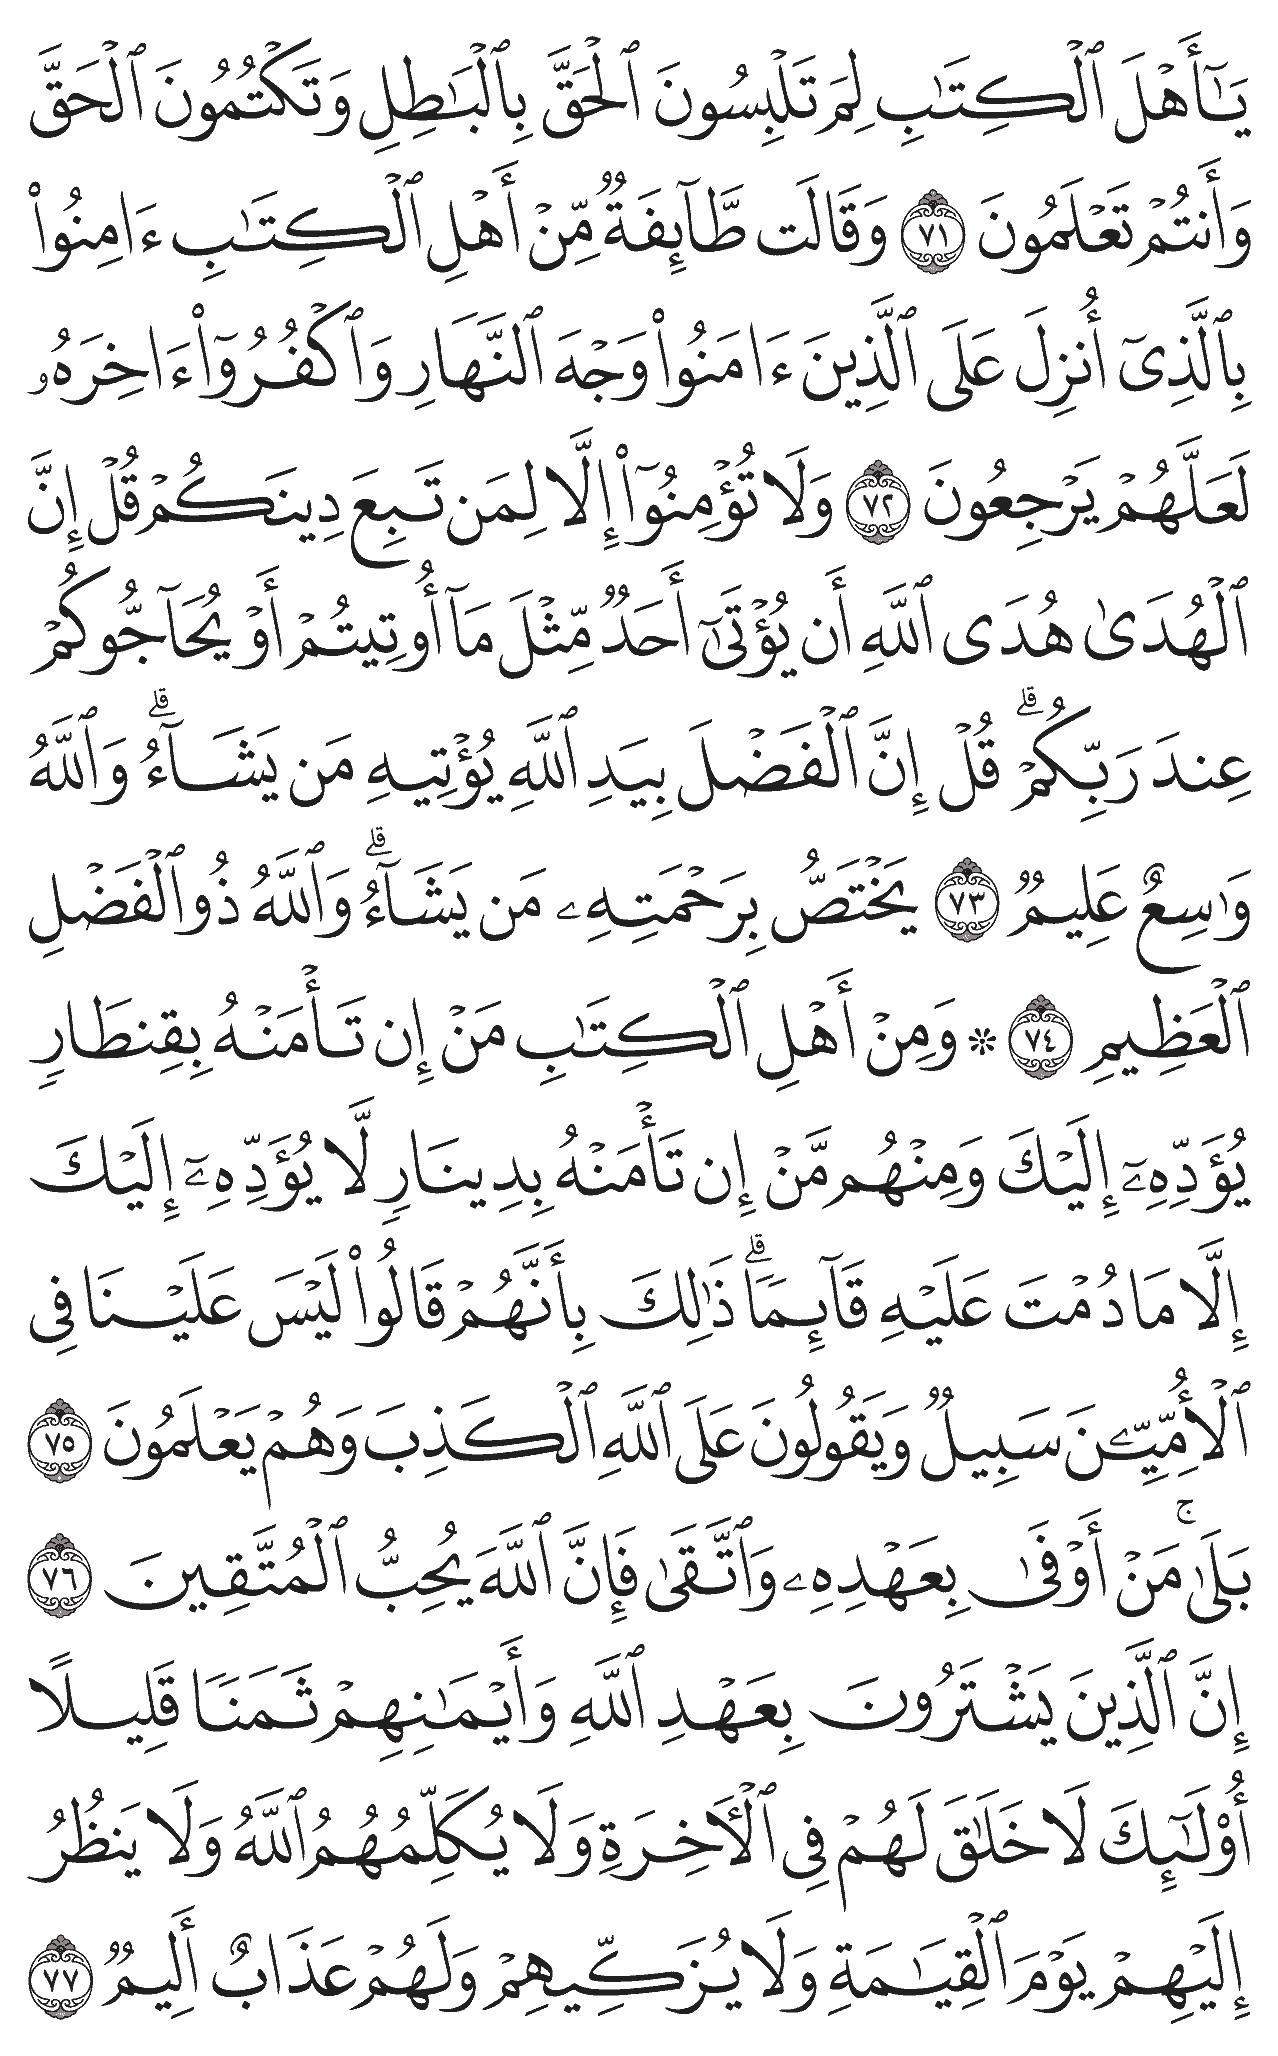 يَـٰٓأَهۡلَ ٱلۡكِتَـٰبِ لِمَ تَلۡبِسُونَ ٱلۡحَقَّ بِٱلۡبَـٰطِلِ وَتَكۡتُمُونَ ٱلۡحَقَّ
وَأَنتُمۡ تَعۡلَمُونَ ٧١ وَقَالَت طَّآئِفَةٞ مِّنۡ أَهۡلِ ٱلۡكِتَـٰبِ ءَامِنُواْ
بِٱلَّذِيٓ أُنزِلَ عَلَى ٱلَّذِينَ ءَامَنُواْ وَجۡهَ ٱلنَّهَارِ وَٱكۡفُرُوٓاْ ءَاخِرَهُۥ
لَعَلَّهُمۡ يَرۡجِعُونَ ٧٢ وَلَا تُؤۡمِنُوٓاْ إِلَّا لِمَن تَبِعَ دِينَكُمۡ قُلۡ إِنَّ
ٱلۡهُدَىٰ هُدَى ٱللَّهِ أَن يُؤۡتَىٰٓ أَحَدٞ مِّثۡلَ مَآ أُوتِيتُمۡ أَوۡ يُحَآجُّوكُمۡ
عِندَ رَبِّكُمۡۗ قُلۡ إِنَّ ٱلۡفَضۡلَ بِيَدِ ٱللَّهِ يُؤۡتِيهِ مَن يَشَآءُۗ وَٱللَّهُ
وَٰسِعٌ عَلِيمٞ ٧٣ يَخۡتَصُّ بِرَحۡمَتِهِۦ مَن يَشَآءُۗ وَٱللَّهُ ذُو ٱلۡفَضۡلِ
ٱلۡعَظِيمِ ٧٤ ۞ وَمِنۡ أَهۡلِ ٱلۡكِتَـٰبِ مَنۡ إِن تَأۡمَنۡهُ بِقِنطَارٖ
يُؤَدِّهِۦٓ إِلَيۡكَ وَمِنۡهُم مَّنۡ إِن تَأۡمَنۡهُ بِدِينَارٖ لَّا يُؤَدِّهِۦٓ إِلَيۡكَ
إِلَّا مَا دُمۡتَ عَلَيۡهِ قَآئِمٗاۗ ذَٰلِكَ بِأَنَّهُمۡ قَالُواْ لَيۡسَ عَلَيۡنَا فِي
ٱلۡأُمِّيِّـۧنَ سَبِيلٞ وَيَقُولُونَ عَلَى ٱللَّهِ ٱلۡكَذِبَ وَهُمۡ يَعۡلَمُونَ ٧٥
بَلَىٰۚ مَنۡ أَوۡفَىٰ بِعَهۡدِهِۦ وَٱتَّقَىٰ فَإِنَّ ٱللَّهَ يُحِبُّ ٱلۡمُتَّقِينَ ٧٦
إِنَّ ٱلَّذِينَ يَشۡتَرُونَ بِعَهۡدِ ٱللَّهِ وَأَيۡمَـٰنِهِمۡ ثَمَنٗا قَلِيلًا
أُوْلَـٰٓئِكَ لَا خَلَـٰقَ لَهُمۡ فِي ٱلۡأٓخِرَةِ وَلَا يُكَلِّمُهُمُ ٱللَّهُ وَلَا يَنظُرُ
إِلَيۡهِمۡ يَوۡمَ ٱلۡقِيَـٰمَةِ وَلَا يُزَكِّيهِمۡ وَلَهُمۡ عَذَابٌ أَلِيمٞ ٧٧